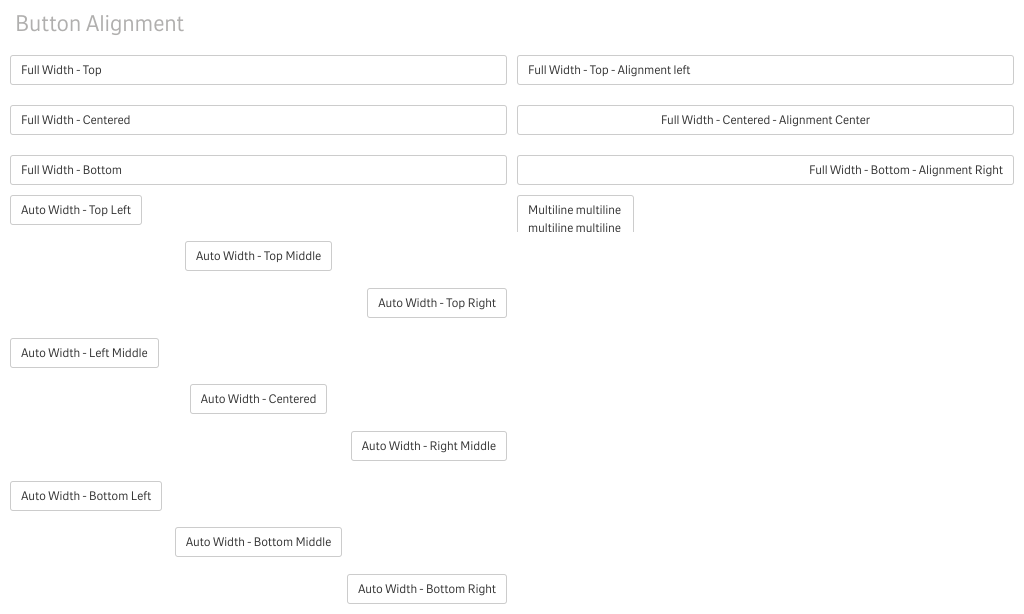 Button Alignment
Full Width - Top
Full Width - Top - Alignment left
Full Width - Centered
Full Width - Centered - Alignment Center
Full Width - Bottom
Full Width - Bottom - Alignment Right
Auto Width - Top Left
Multiline multiline
multiline multiline
Auto Width - Top Middle
Auto Width - Top Right
Auto Width - Left Middle
Auto Width - Centered
Auto Width - Right Middle
Auto Width - Bottom Left
Auto Width - Bottom Middle
Auto Width - Bottom Right